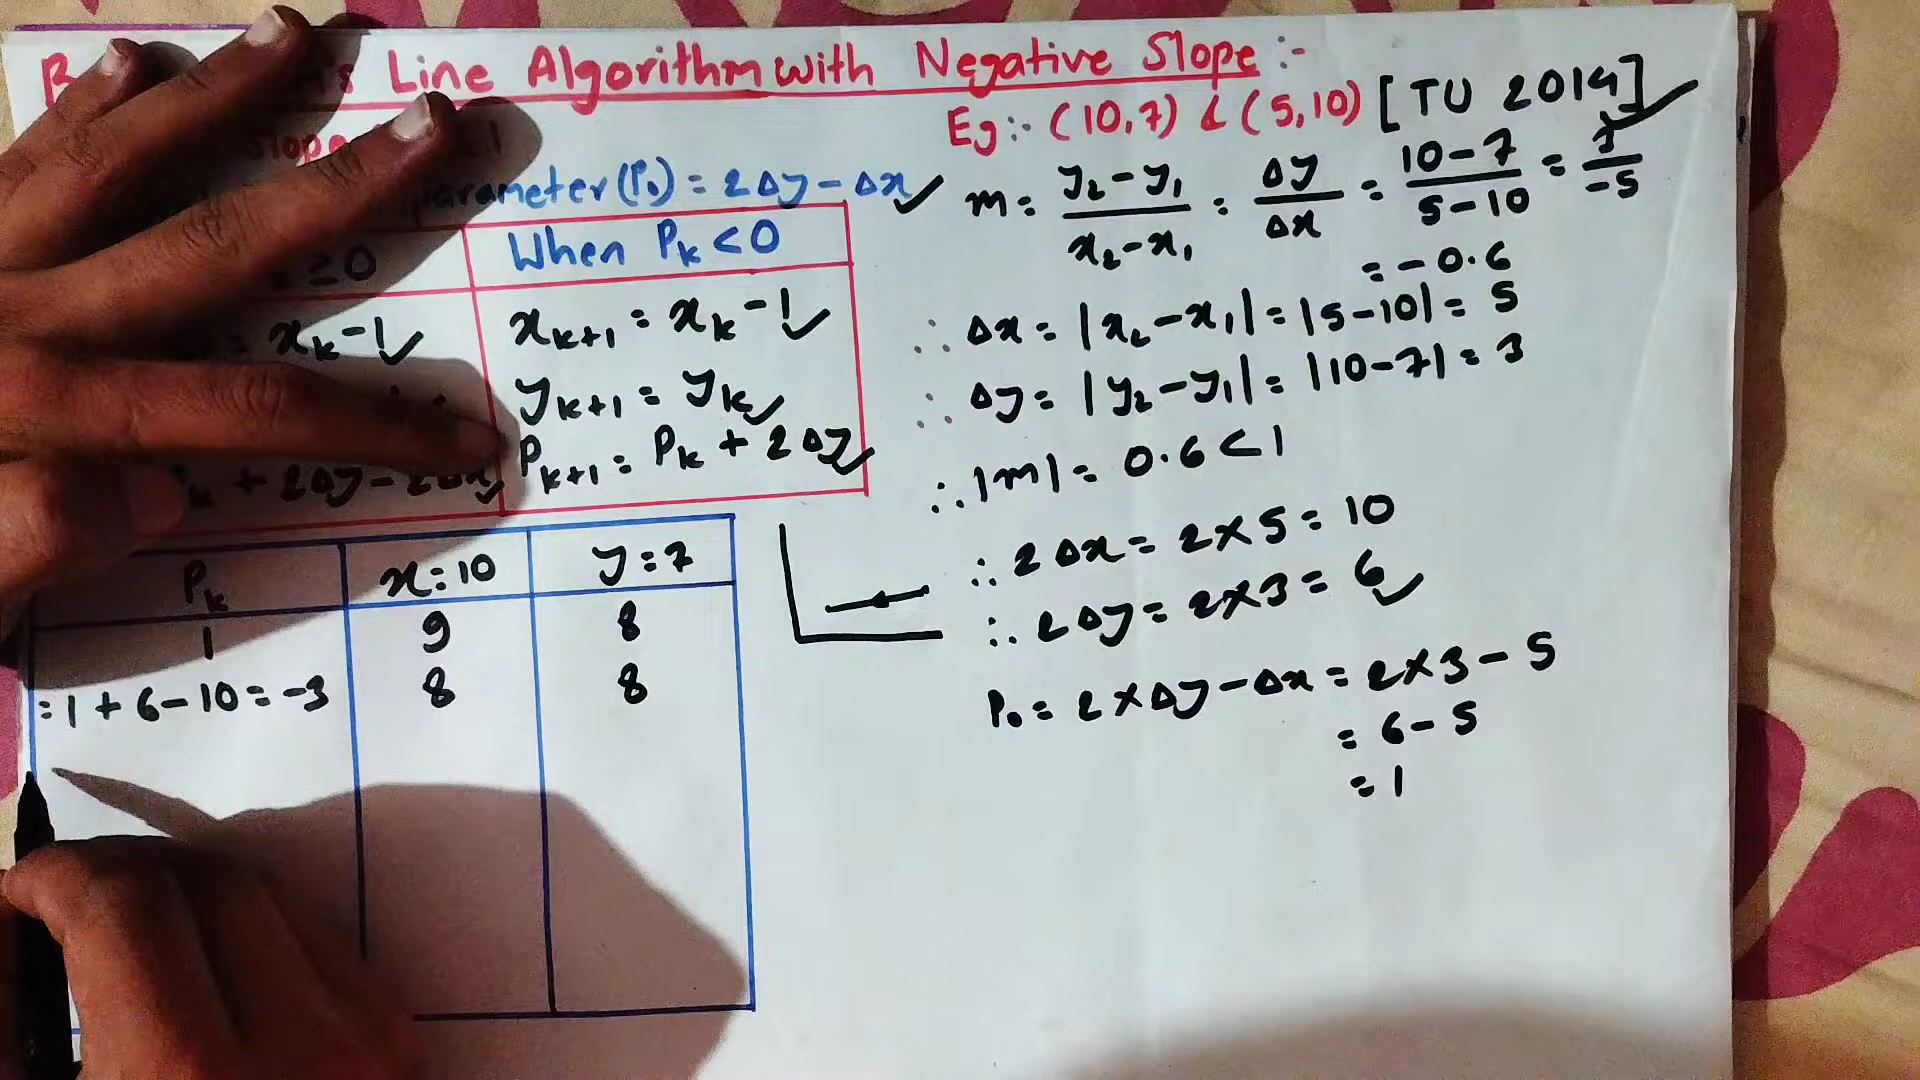 Line Algorithm with Negative Slope :-
Eg:- (10,7) & (5,10) [TU 2014]
(P₀) = 2Δy - Δx ✓
m = y₂-y₁ / x₂-x₁ = Δy / Δx = 10-7 / 5-10 = 3 / -5
= -0.6
When Pk < 0
≥0
= xk-1 ✓
xk+1 = xk-1 ✓
yk+1 = yk ✓
+ 2Δy - 2Δx ✓
Pk+1 = Pk + 2Δy ✓
∴ Δx = |x₂-x₁| = |5-10| = 5
∴ Δy = |y₂-y₁| = |10-7| = 3
∴ |m| = 0.6 < 1
∴ 2Δx = 2×5 = 10
∴ 2Δy = 2×3 = 6 ✓
P₀ = 2×Δy-Δx = 2×3-5
= 6-5
= 1
Pk x=10 y=7
1 9 8
=1+6-10=-3 8 8